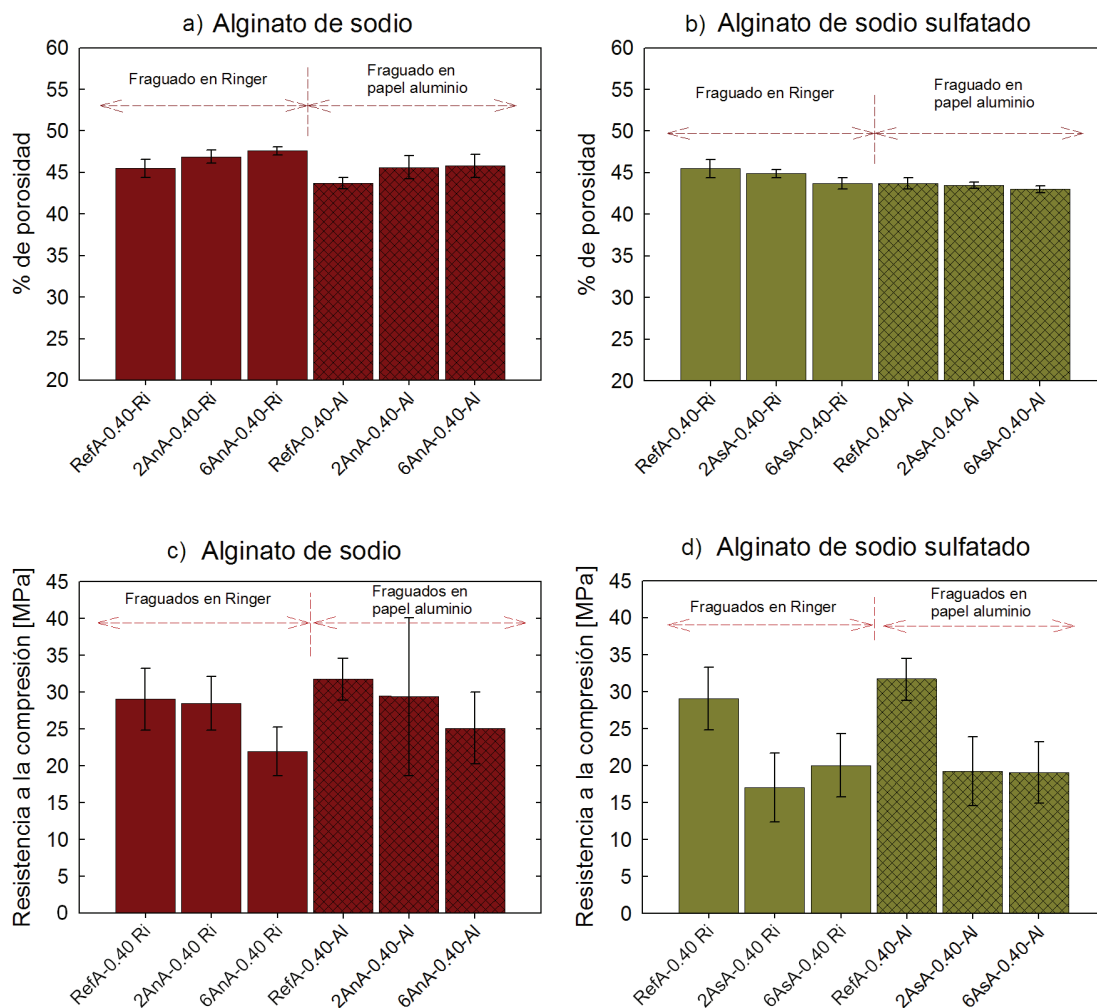 a) Alginato de sodio
% de porosidad
60
55
50
45
40
35
30
25
20
Fraguado en Ringer
Fraguado en
papel aluminio
RefA-0.40-Ri
2AnA-0.40-Ri
6AnA-0.40-Ri
RefA-0.40-Al
2AnA-0.40-Al
6AnA-0.40-Al
b) Alginato de sodio sulfatado
% de porosidad
60
55
50
45
40
35
30
25
20
Fraguado en Ringer
Fraguado en
papel aluminio
RefA-0.40-Ri
2AsA-0.40-Ri
6AsA-0.40-Ri
RefA-0.40-Al
2AsA-0.40-Al
6AsA-0.40-Al
c) Alginato de sodio
Resistencia a la compresión [MPa]
45
40
35
30
25
20
15
10
5
0
Fraguados en Ringer
Fraguados en
papel aluminio
RefA-0.40 Ri
2AnA-0.40 Ri
6AnA-0.40 Ri
RefA-0.40-Al
2AnA-0.40-Al
6AnA-0.40-Al
d) Alginato de sodio sulfatado
Resistencia a la compresión [MPa]
45
40
35
30
25
20
15
10
5
0
Fraguados en Ringer
Fraguados en
papel aluminio
RefA-0.40 Ri
2AsA-0.40 Ri
6AsA-0.40 Ri
RefA-0.40-Al
2AsA-0.40-Al
6AsA-0.40-Al